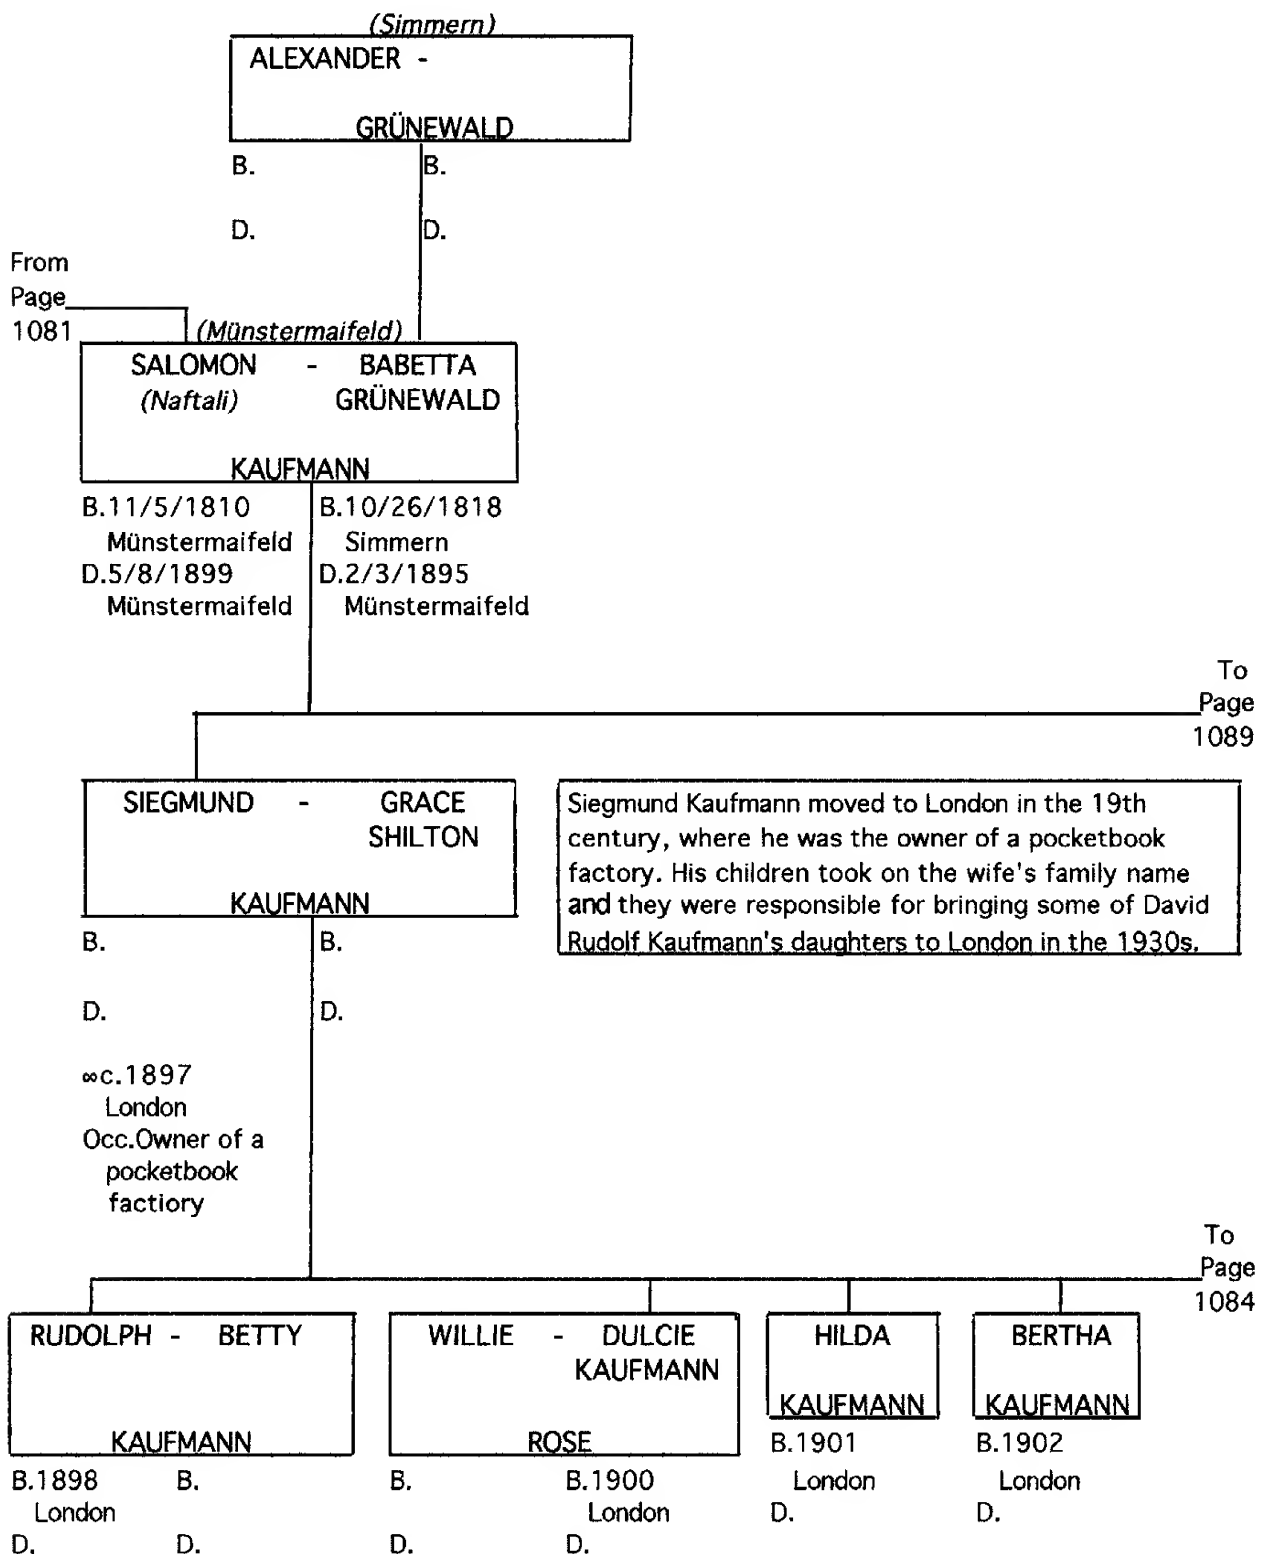 (Simmern)
ALEXANDER -
GRÜNEWALD
B. B.
D. D.
From
Page
1081
(Münstermaifeld)
SALOMON - BABETTA
(Naftali) GRÜNEWALD
KAUFMANN
B.11/5/1810 B.10/26/1818
Münstermaifeld Simmern
D.5/8/1899 D.2/3/1895
Münstermaifeld Münstermaifeld
To
Page
1089
SIEGMUND - GRACE
SHILTON
KAUFMANN
B. B.
D. D.
∞c.1897
London
Occ.Owner of a
pocketbook
factiory
Siegmund Kaufmann moved to London in the 19th
century, where he was the owner of a pocketbook
factory. His children took on the wife's family name
and they were responsible for bringing some of David
Rudolf Kaufmann's daughters to London in the 1930s.
To
Page
1084
RUDOLPH - BETTY
KAUFMANN
B.1898 B.
London
D. D.
WILLIE - DULCIE
KAUFMANN
ROSE
B. B.1900
London
D. D.
HILDA
KAUFMANN
B.1901
London
D.
BERTHA
KAUFMANN
B.1902
London
D.